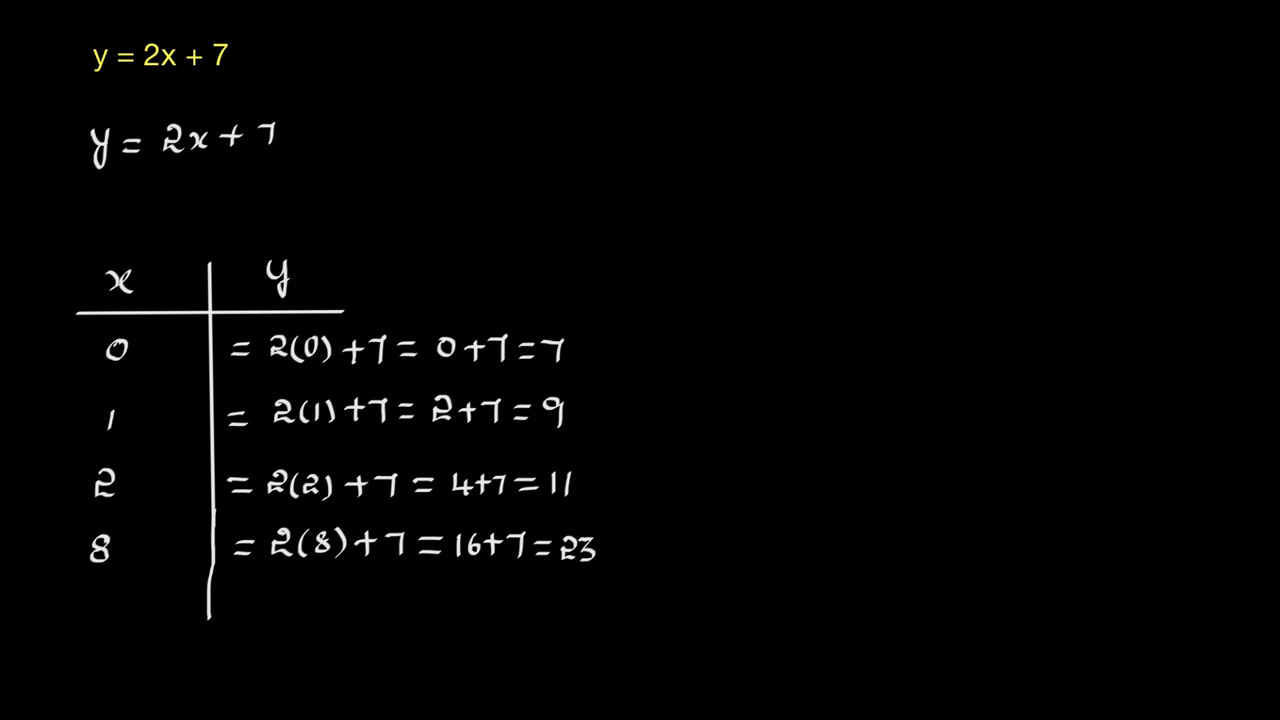 y = 2x + 7
y = 2x + 7
x y
0 = 2(0) + 7 = 0 + 7 = 7
1 = 2(1) + 7 = 2 + 7 = 9
2 = 2(2) + 7 = 4 + 7 = 11
8 = 2(8) + 7 = 16 + 7 = 23